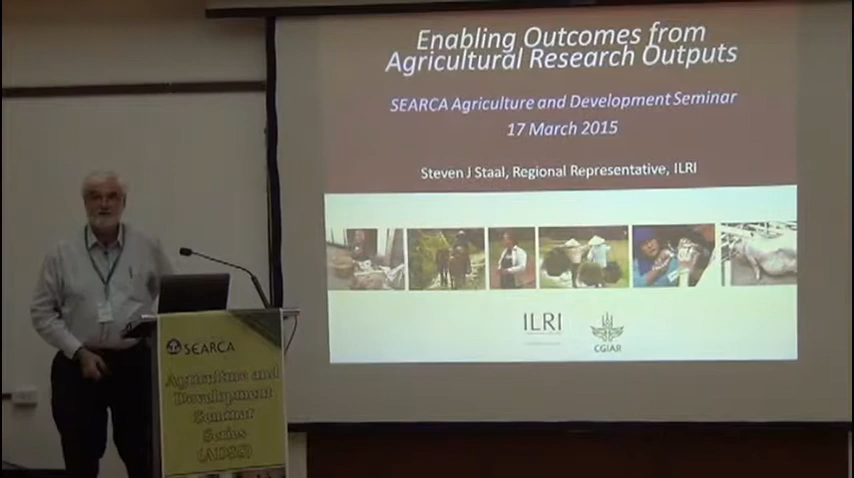 Enabling Outcomes from
Agricultural Research Outputs
SEARCA Agriculture and Development Seminar
17 March 2015
Steven J Staal, Regional Representative, ILRI
ILRI
CGIAR
SEARCA
Agriculture and
Development
Seminar
Series
(ADSS)